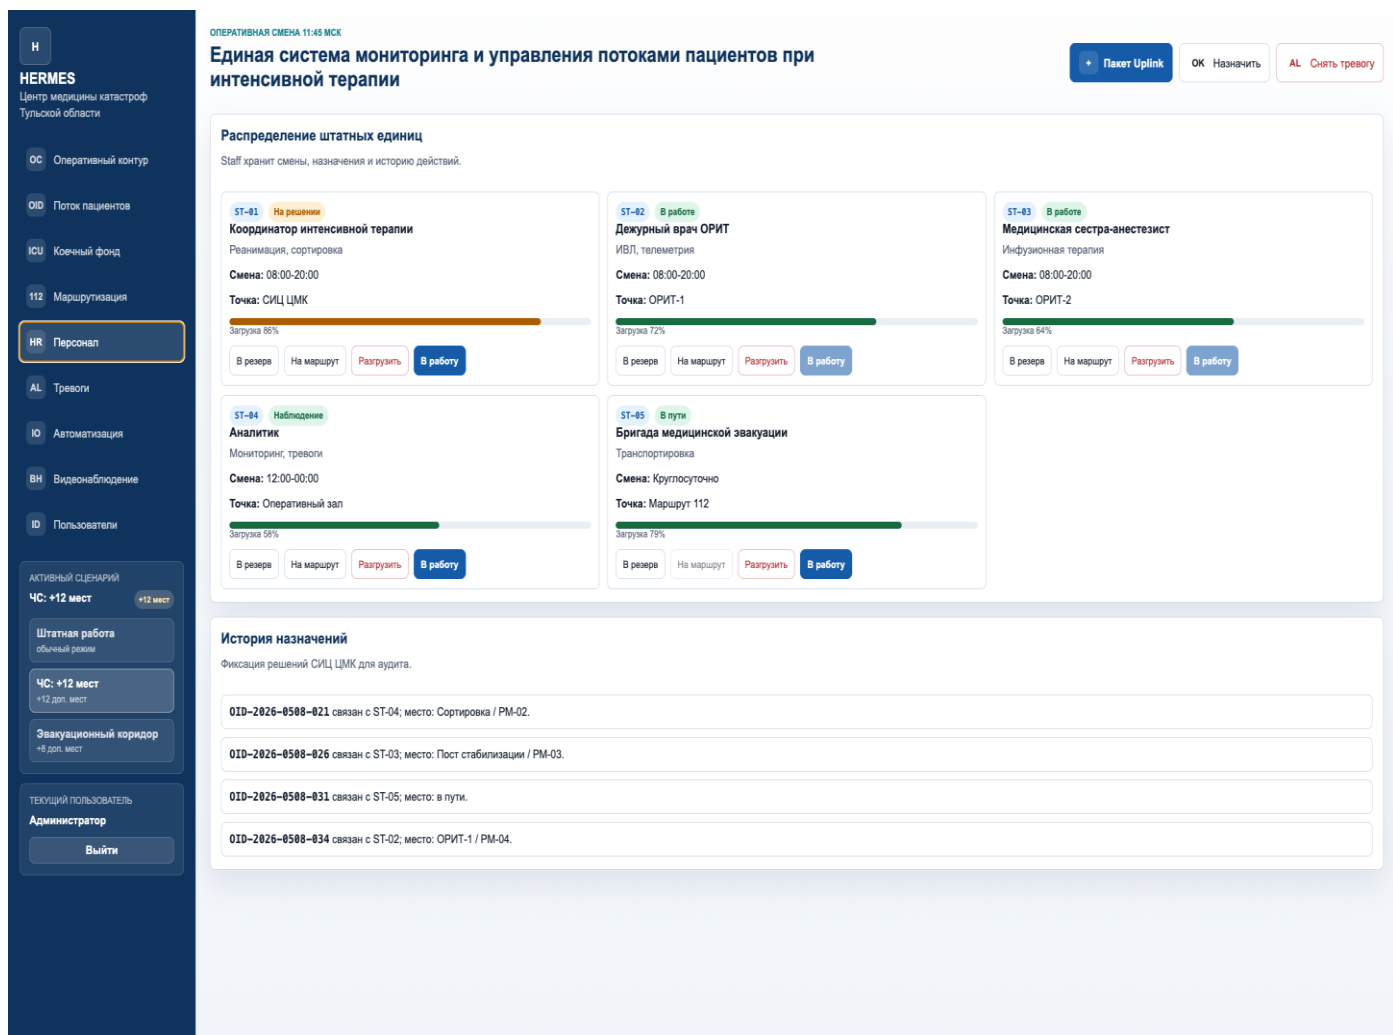 H
HERMES
Центр медицины катастроф
Тульской области
OC Оперативный контур
OID Поток пациентов
ICU Коечный фонд
112 Маршрутизация
HR Персонал
AL Тревоги
IO Автоматизация
BH Видеонаблюдение
ID Пользователи
АКТИВНЫЙ СЦЕНАРИЙ
ЧС: +12 мест +12 мест
Штатная работа
обычный режим
ЧС: +12 мест
+12 доп. мест
Эвакуационный коридор
+8 доп. мест
ТЕКУЩИЙ ПОЛЬЗОВАТЕЛЬ
Администратор
Выйти
ОПЕРАТИВНАЯ СМЕНА 11:45 МСК
Единая система мониторинга и управления потоками пациентов при
интенсивной терапии
+ Пакет Uplink OK Назначить AL Снять тревогу
Распределение штатных единиц
Staff хранит смены, назначения и историю действий.
ST-01 На решении
Координатор интенсивной терапии
Реанимация, сортировка
Смена: 08:00-20:00
Точка: СИЦ ЦМК
Загрузка 86%
В резерв На маршрут Разгрузить В работу
ST-02 В работе
Дежурный врач ОРИТ
ИВЛ, телеметрия
Смена: 08:00-20:00
Точка: ОРИТ-1
Загрузка 72%
В резерв На маршрут Разгрузить В работу
ST-03 В работе
Медицинская сестра-анестезист
Инфузионная терапия
Смена: 08:00-20:00
Точка: ОРИТ-2
Загрузка 64%
В резерв На маршрут Разгрузить В работу
ST-04 Наблюдение
Аналитик
Мониторинг, тревоги
Смена: 12:00-00:00
Точка: Оперативный зал
Загрузка 58%
В резерв На маршрут Разгрузить В работу
ST-05 В пути
Бригада медицинской эвакуации
Транспортировка
Смена: Круглосуточно
Точка: Маршрут 112
Загрузка 79%
В резерв На маршрут Разгрузить В работу
История назначений
Фиксация решений СИЦ ЦМК для аудита.
OID-2026-0508-021 связан с ST-04; место: Сортировка / PM-02.
OID-2026-0508-026 связан с ST-03; место: Пост стабилизации / PM-03.
OID-2026-0508-031 связан с ST-05; место: в пути.
OID-2026-0508-034 связан с ST-02; место: ОРИТ-1 / PM-04.